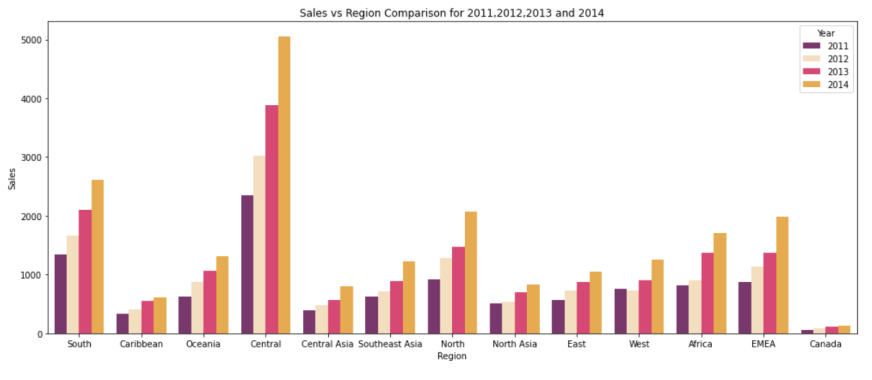 Sales vs Region Comparison for 2011,2012,2013 and 2014
Year
2011
2012
2013
2014
5000
4000
3000
2000
1000
0
Sales
South Caribbean Oceania Central Central Asia Southeast Asia North North Asia East West Africa EMEA Canada
Region